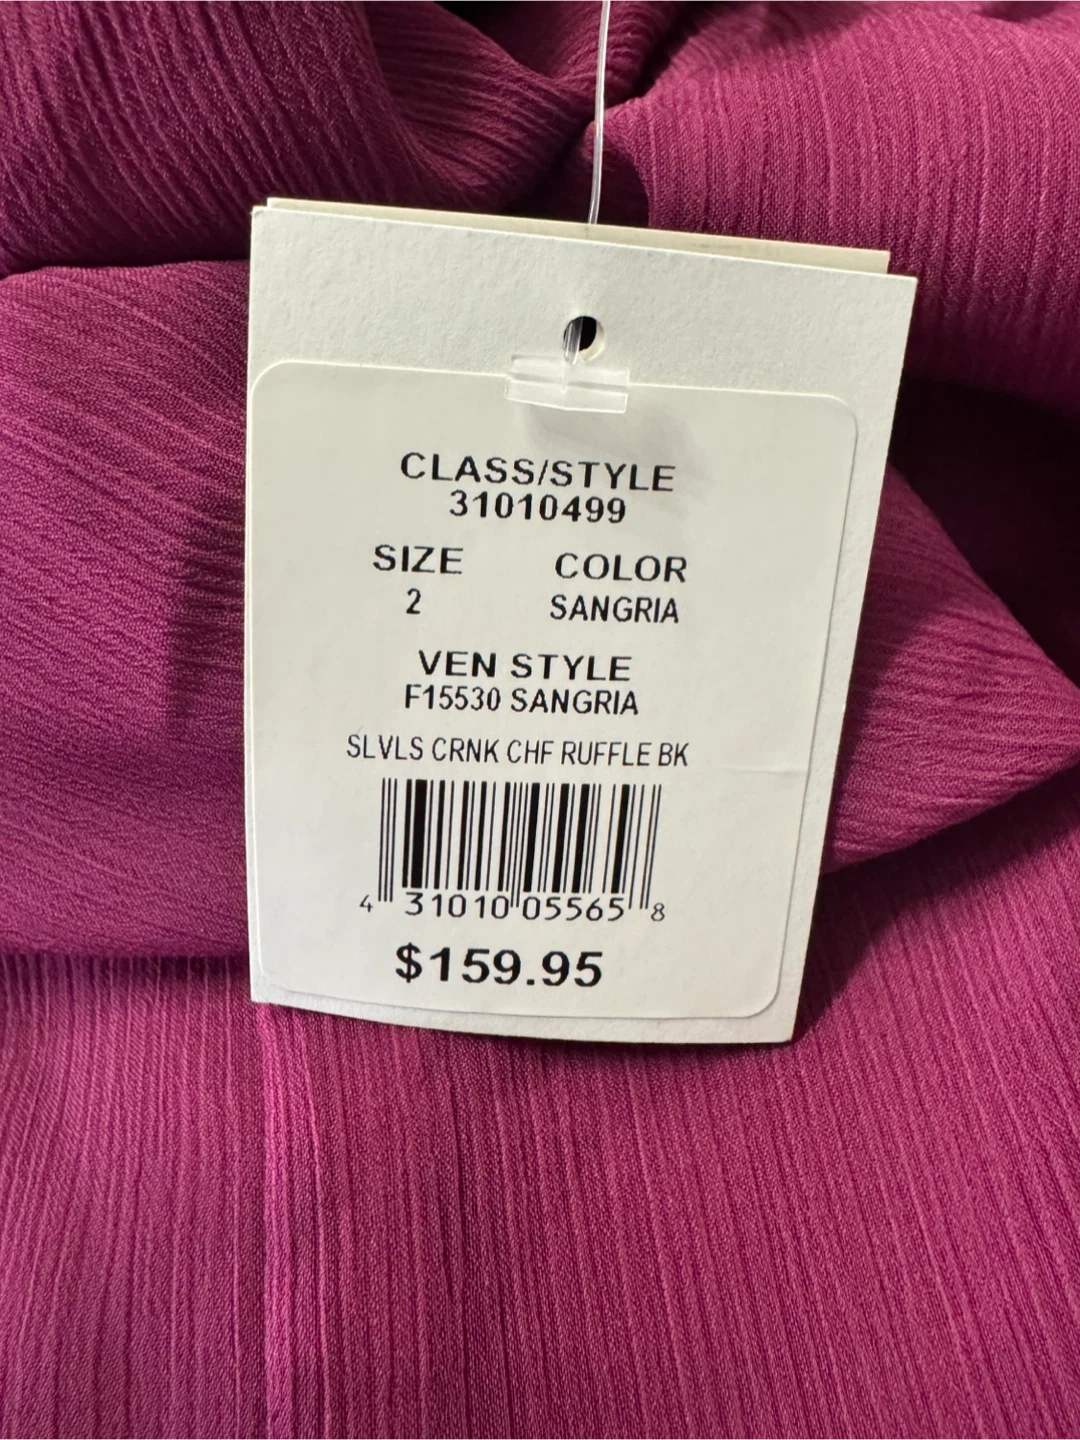 CLASS/STYLE
31010499
SIZE COLOR
2 SANGRIA
VEN STYLE
F15530 SANGRIA
SLVLS CRNK CHF RUFFLE BK
4 31010 05565 8
$159.95